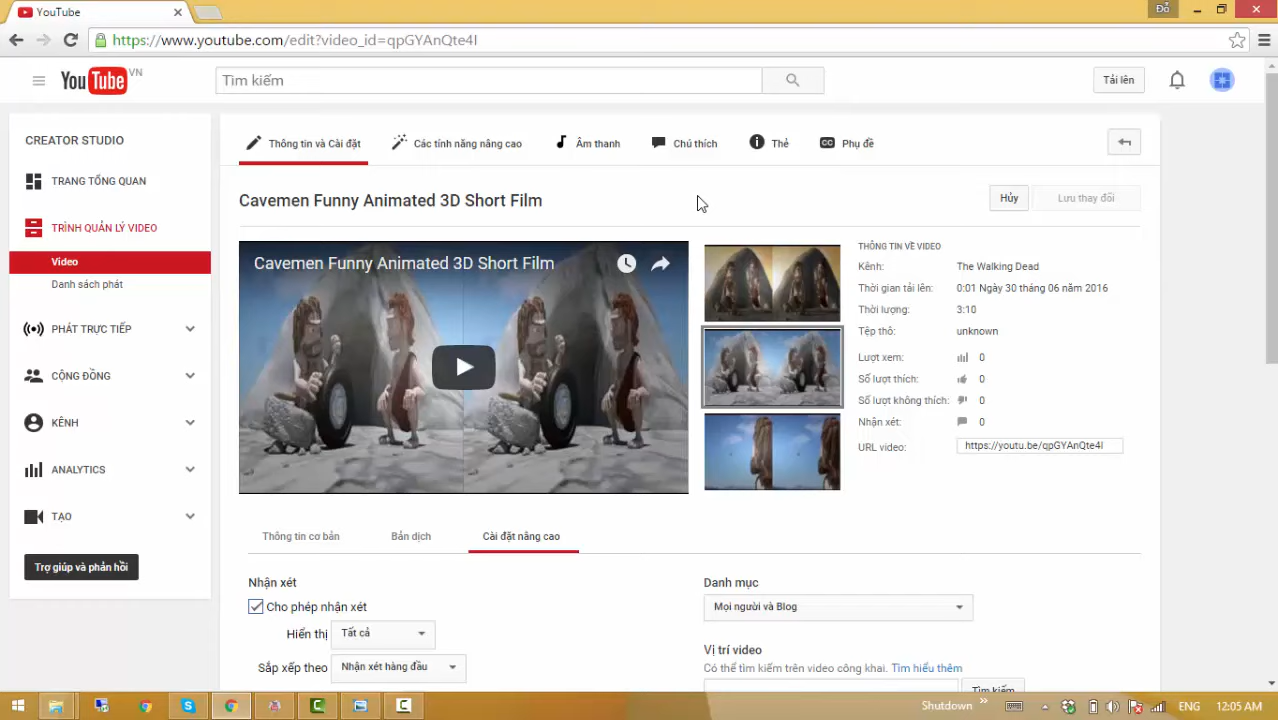 YouTube
Đỗ
https://www.youtube.com/edit?video_id=qpGYAnQte4I
YouTube VN
Tìm kiếm
Tải lên
CREATOR STUDIO
TRANG TỔNG QUAN
TRÌNH QUẢN LÝ VIDEO
Video
Danh sách phát
PHÁT TRỰC TIẾP
CỘNG ĐỒNG
KÊNH
ANALYTICS
TẠO
Trợ giúp và phản hồi
Thông tin và Cài đặt
Các tính năng nâng cao
Âm thanh
Chú thích
Thẻ
CC Phụ đề
Cavemen Funny Animated 3D Short Film
Hủy
Lưu thay đổi
Cavemen Funny Animated 3D Short Film
THÔNG TIN VỀ VIDEO
Kênh: The Walking Dead
Thời gian tải lên: 0:01 Ngày 30 tháng 06 năm 2016
Thời lượng: 3:10
Tệp thô: unknown
Lượt xem: 0
Số lượt thích: 0
Số lượt không thích: 0
Nhận xét: 0
URL video: https://youtu.be/qpGYAnQte4I
Thông tin cơ bản
Bản dịch
Cài đặt nâng cao
Nhận xét
Cho phép nhận xét
Hiển thị Tất cả
Sắp xếp theo Nhận xét hàng đầu
Danh mục
Mọi người và Blog
Vị trí video
Có thể tìm kiếm trên video công khai. Tìm hiểu thêm
Tìm kiếm
Shutdown
ENG
12:05 AM